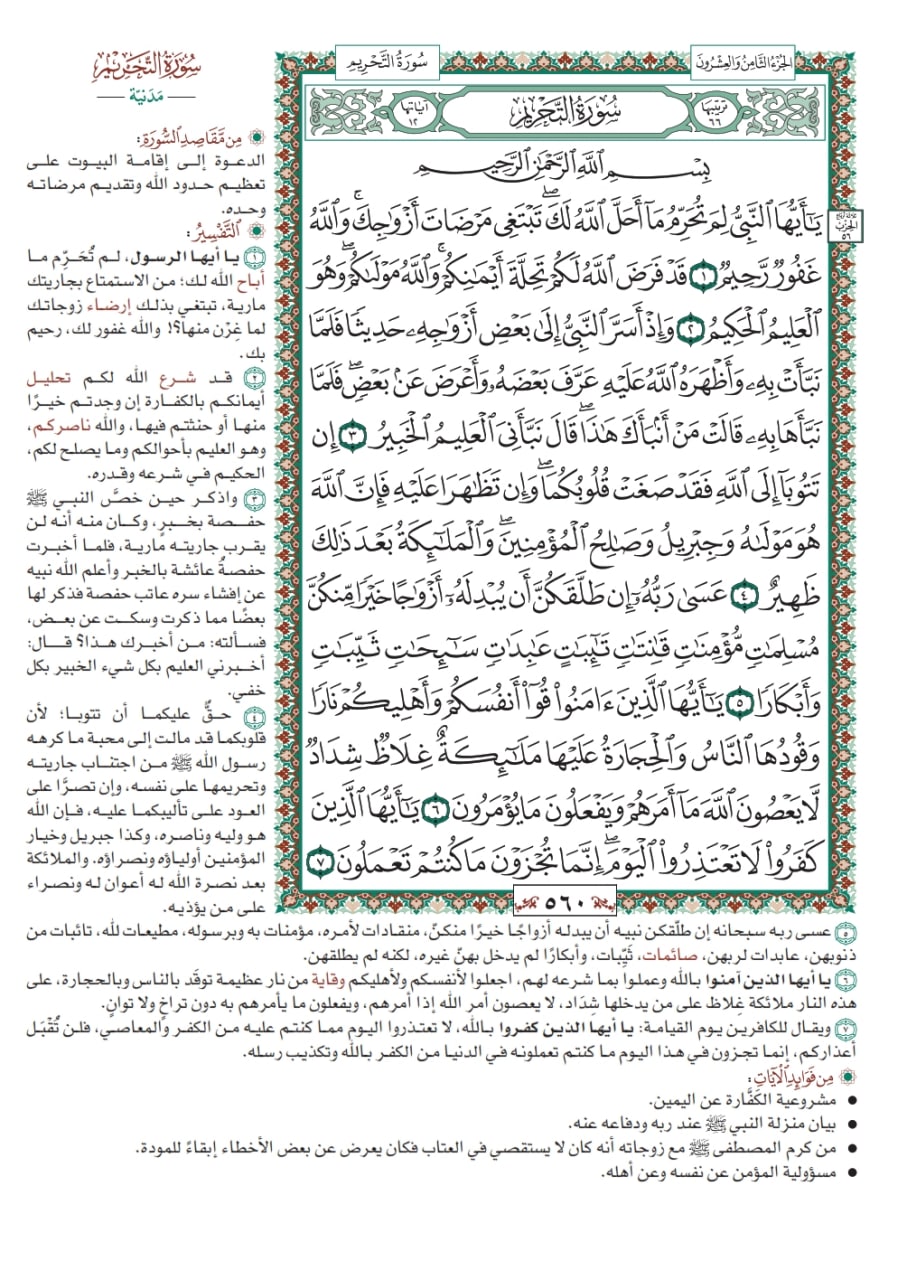 الجُزْءُ الثَّامِنُ وَالعِشْرُونَ
سُورَةُ التَّحْرِيمِ
ترتيبها ٦٦
سُورَةُ التَّحْرِيمِ
آياتها ١٢
بِسْمِ اللَّهِ الرَّحْمَٰنِ الرَّحِيمِ
يَٰٓأَيُّهَا ٱلنَّبِيُّ لِمَ تُحَرِّمُ مَآ أَحَلَّ ٱللَّهُ لَكَۖ تَبْتَغِي مَرْضَاتَ أَزْوَٰجِكَۚ وَٱللَّهُ
غَفُورٌ رَّحِيمٌ ١ قَدْ فَرَضَ ٱللَّهُ لَكُمْ تَحِلَّةَ أَيْمَٰنِكُمْۚ وَٱللَّهُ مَوْلَىٰكُمْۖ وَهُوَ
ٱلْعَلِيمُ ٱلْحَكِيمُ ٢ وَإِذْ أَسَرَّ ٱلنَّبِيُّ إِلَىٰ بَعْضِ أَزْوَٰجِهِۦ حَدِيثًا فَلَمَّا
نَبَّأَتْ بِهِۦ وَأَظْهَرَهُ ٱللَّهُ عَلَيْهِ عَرَّفَ بَعْضَهُۥ وَأَعْرَضَ عَنۢ بَعْضٍۖ فَلَمَّا
نَبَّأَهَا بِهِۦ قَالَتْ مَنْ أَنۢبَأَكَ هَٰذَاۖ قَالَ نَبَّأَنِيَ ٱلْعَلِيمُ ٱلْخَبِيرُ ٣ إِن
تَتُوبَآ إِلَى ٱللَّهِ فَقَدْ صَغَتْ قُلُوبُكُمَاۖ وَإِن تَظَٰهَرَا عَلَيْهِ فَإِنَّ ٱللَّهَ
هُوَ مَوْلَىٰهُ وَجِبْرِيلُ وَصَٰلِحُ ٱلْمُؤْمِنِينَۖ وَٱلْمَلَٰٓئِكَةُ بَعْدَ ذَٰلِكَ
ظَهِيرٌ ٤ عَسَىٰ رَبُّهُۥٓ إِن طَلَّقَكُنَّ أَن يُبْدِلَهُۥٓ أَزْوَٰجًا خَيْرًا مِّنكُنَّ
مُسْلِمَٰتٍ مُّؤْمِنَٰتٍ قَٰنِتَٰتٍ تَٰٓئِبَٰتٍ عَٰبِدَٰتٍ سَٰٓئِحَٰتٍ ثَيِّبَٰتٍ
وَأَبْكَارًا ٥ يَٰٓأَيُّهَا ٱلَّذِينَ ءَامَنُوا۟ قُوٓا۟ أَنفُسَكُمْ وَأَهْلِيكُمْ نَارًا
وَقُودُهَا ٱلنَّاسُ وَٱلْحِجَارَةُ عَلَيْهَا مَلَٰٓئِكَةٌ غِلَاظٌ شِدَادٌ
لَّا يَعْصُونَ ٱللَّهَ مَآ أَمَرَهُمْ وَيَفْعَلُونَ مَا يُؤْمَرُونَ ٦ يَٰٓأَيُّهَا ٱلَّذِينَ
كَفَرُوا۟ لَا تَعْتَذِرُوا۟ ٱلْيَوْمَۖ إِنَّمَا تُجْزَوْنَ مَا كُنتُمْ تَعْمَلُونَ ٧
٥٦٠
الحزب ٥٦
سُورَةُ التَّحْرِيمِ
مَدَنيّة
مِن مَّقَاصِدِ السُّورَةِ:
الدعوة إلى إقامة البيوت على
تعظيم حدود الله وتقديم مرضاته
وحده.
التَّفْسِيرُ:
١ يا أيها الرسول، لم تُحَرِّم ما
أباح الله لك؛ من الاستمتاع بجاريتك
مارية، تبتغي بذلك إرضاء زوجاتك
لما غِرْن منها؟! والله غفور لك، رحيم
بك.
٢ قد شرع الله لكم تحليل
أيمانكم بالكفارة إن وجدتم خيرًا
منها أو حنثتم فيها، والله ناصركم،
وهو العليم بأحوالكم وما يصلح لكم،
الحكيم في شرعه وقدره.
٣ واذكر حين خصَّ النبي ﷺ
حفصة بخبرٍ، وكان منه أنه لن
يقرب جاريته مارية، فلما أخبرت
حفصةُ عائشة بالخبر وأعلم الله نبيه
عن إفشاء سره عاتب حفصة فذكر لها
بعضًا مما ذكرت وسكت عن بعض،
فسألته: من أخبرك هذا؟ قال:
أخبرني العليم بكل شيء الخبير بكل
خفي.
٤ حقٌّ عليكما أن تتوبا؛ لأن
قلوبكما قد مالت إلى محبة ما كرهه
رسول الله ﷺ من اجتناب جاريته
وتحريمها على نفسه، وإن تصرَّا على
العود على تأليبكما عليه، فإن الله
هو وليه وناصره، وكذا جبريل وخيار
المؤمنين أولياؤه ونصراؤه. والملائكة
بعد نصرة الله له أعوان له ونصراء
على من يؤذيه.
٥ عسى ربه سبحانه إن طلّقكن نبيه أن يبدله أزواجًا خيرًا منكنّ، منقادات لأمره، مؤمنات به وبرسوله، مطيعات لله، تائبات من
ذنوبهن، عابدات لربهن، صائمات، ثَيِّبات، وأبكارًا لم يدخل بهنّ غيره، لكنه لم يطلقهن.
٦ يا أيها الذين آمنوا بالله وعملوا بما شرعه لهم، اجعلوا لأنفسكم ولأهليكم وقاية من نار عظيمة توقَد بالناس وبالحجارة، على
هذه النار ملائكة غِلاظ على من يدخلها شِدَاد، لا يعصون أمر الله إذا أمرهم، ويفعلون ما يأمرهم به دون تراخٍ ولا توانٍ.
٧ ويقال للكافرين يوم القيامة: يا أيها الذين كفروا بالله، لا تعتذروا اليوم مما كنتم عليه من الكفر والمعاصي، فلن تُقْبَل
أعذاركم، إنما تجزون في هذا اليوم ما كنتم تعملونه في الدنيا من الكفر بالله وتكذيب رسله.
مِن فَوَائِدِ الآيَاتِ:
● مشروعية الكَفَّارة عن اليمين.
● بيان منزلة النبي ﷺ عند ربه ودفاعه عنه.
● من كرم المصطفى ﷺ مع زوجاته أنه كان لا يستقصي في العتاب فكان يعرض عن بعض الأخطاء إبقاءً للمودة.
● مسؤولية المؤمن عن نفسه وعن أهله.